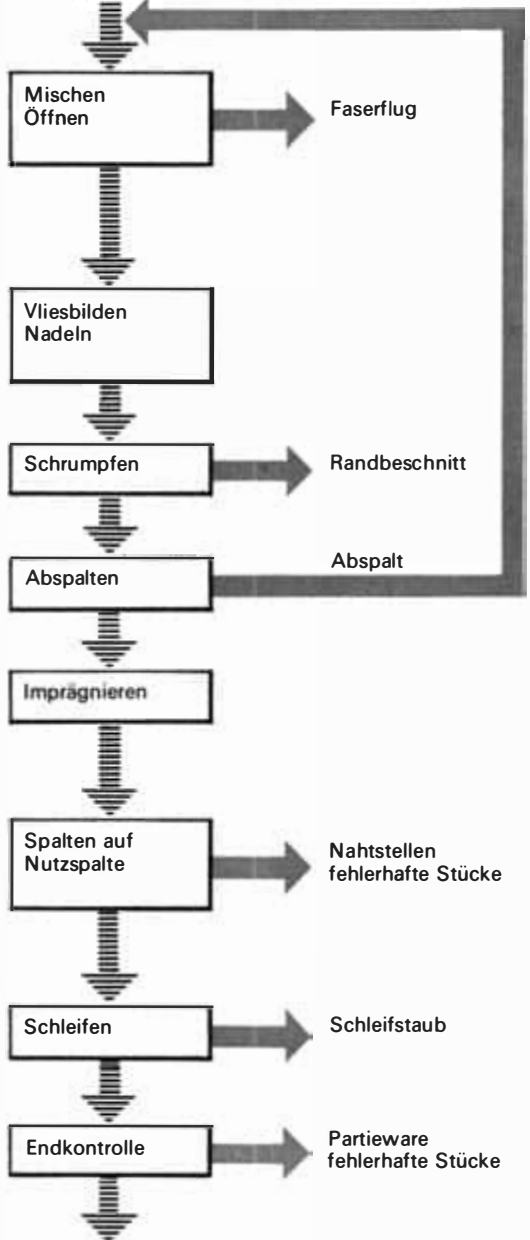 Mischen
Öffnen
Faserflug
Vliesbilden
Nadeln
Schrumpfen
Randbeschnitt
Abspalten
Abspalt
Imprägnieren
Spalten auf
Nutzspalte
Nahtstellen
fehlerhafte Stücke
Schleifen
Schleifstaub
Endkontrolle
Partieware
fehlerhafte Stücke